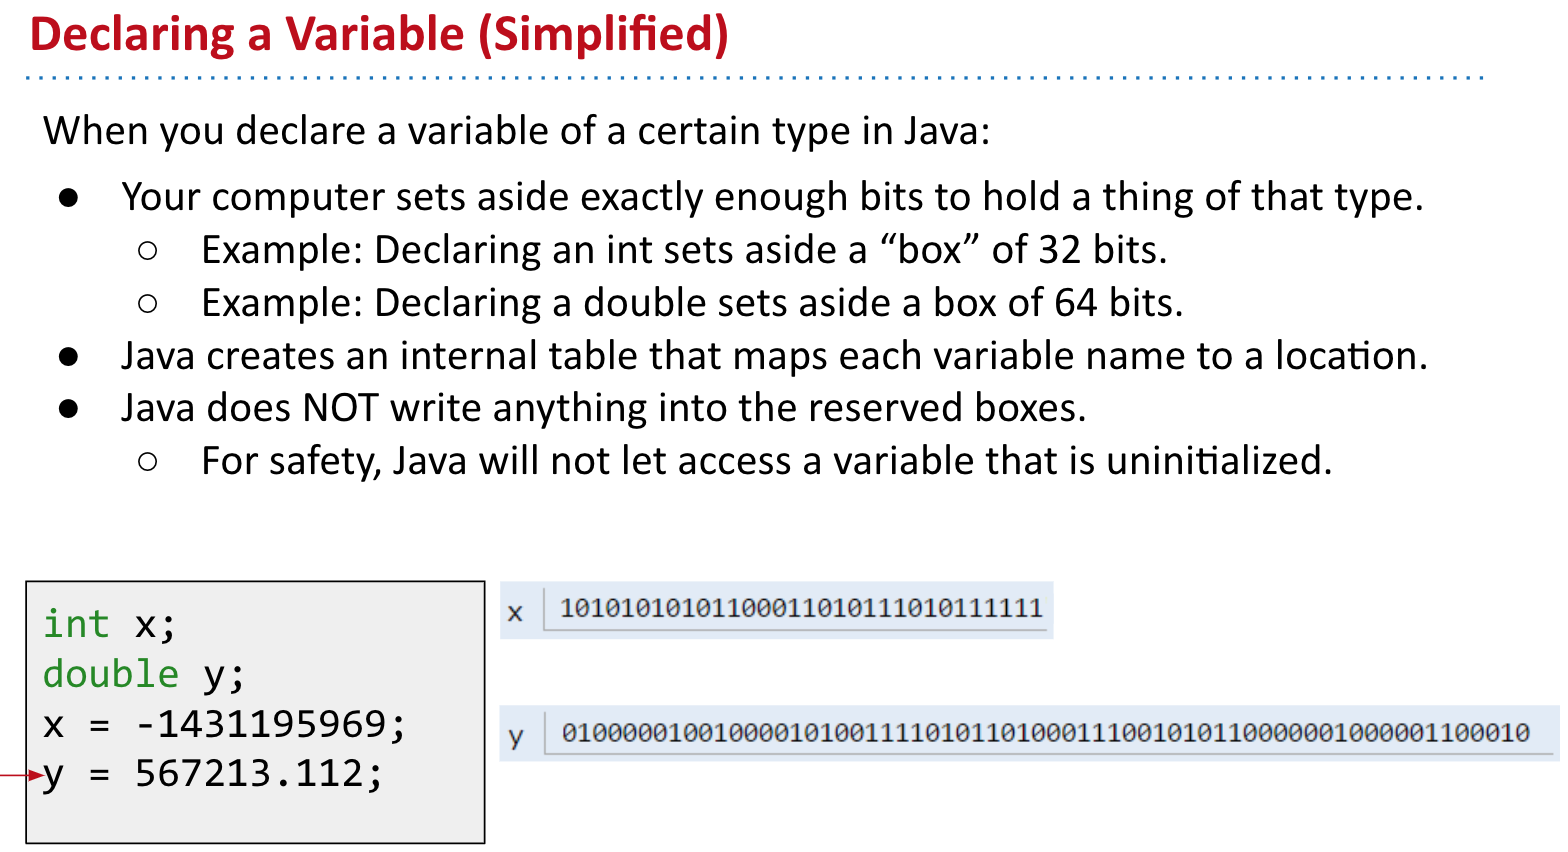 Declaring a Variable (Simplified)
When you declare a variable of a certain type in Java:
● Your computer sets aside exactly enough bits to hold a thing of that type.
○ Example: Declaring an int sets aside a “box” of 32 bits.
○ Example: Declaring a double sets aside a box of 64 bits.
● Java creates an internal table that maps each variable name to a location.
● Java does NOT write anything into the reserved boxes.
○ For safety, Java will not let access a variable that is uninitialized.
int x;
double y;
x = -1431195969;
y = 567213.112;
x 10101010101100011010111010111111
y 0100000100100001010011110101101000111001010110000001000001100010